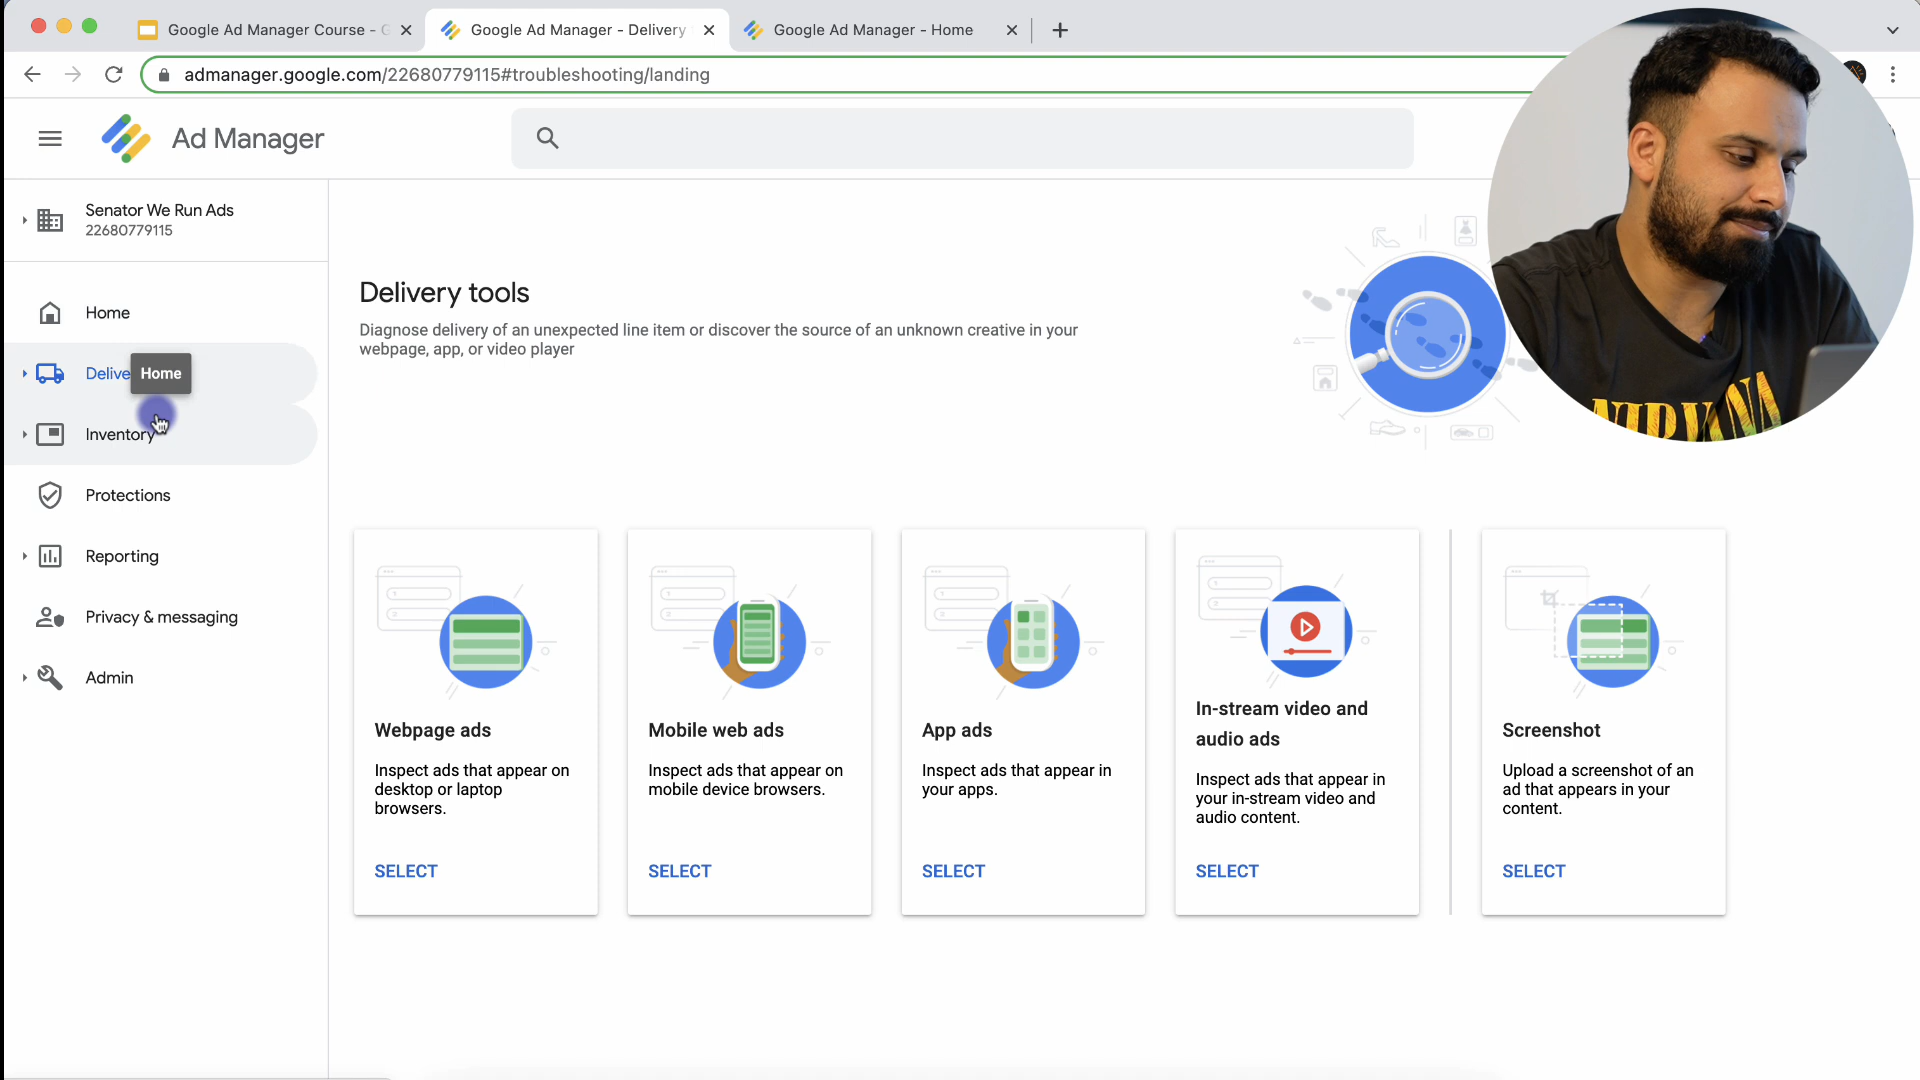 Google Ad Manager Course - G
Google Ad Manager - Delivery
Google Ad Manager - Home
admanager.google.com/22680779115#troubleshooting/landing
Ad Manager
Senator We Run Ads
22680779115
Home
Delive
Home
Inventory
Protections
Reporting
Privacy & messaging
Admin
Delivery tools
Diagnose delivery of an unexpected line item or discover the source of an unknown creative in your
webpage, app, or video player
Webpage ads
Inspect ads that appear on
desktop or laptop
browsers.
SELECT
Mobile web ads
Inspect ads that appear on
mobile device browsers.
SELECT
App ads
Inspect ads that appear in
your apps.
SELECT
In-stream video and
audio ads
Inspect ads that appear in
your in-stream video and
audio content.
SELECT
Screenshot
Upload a screenshot of an
ad that appears in your
content.
SELECT
NIRVANA